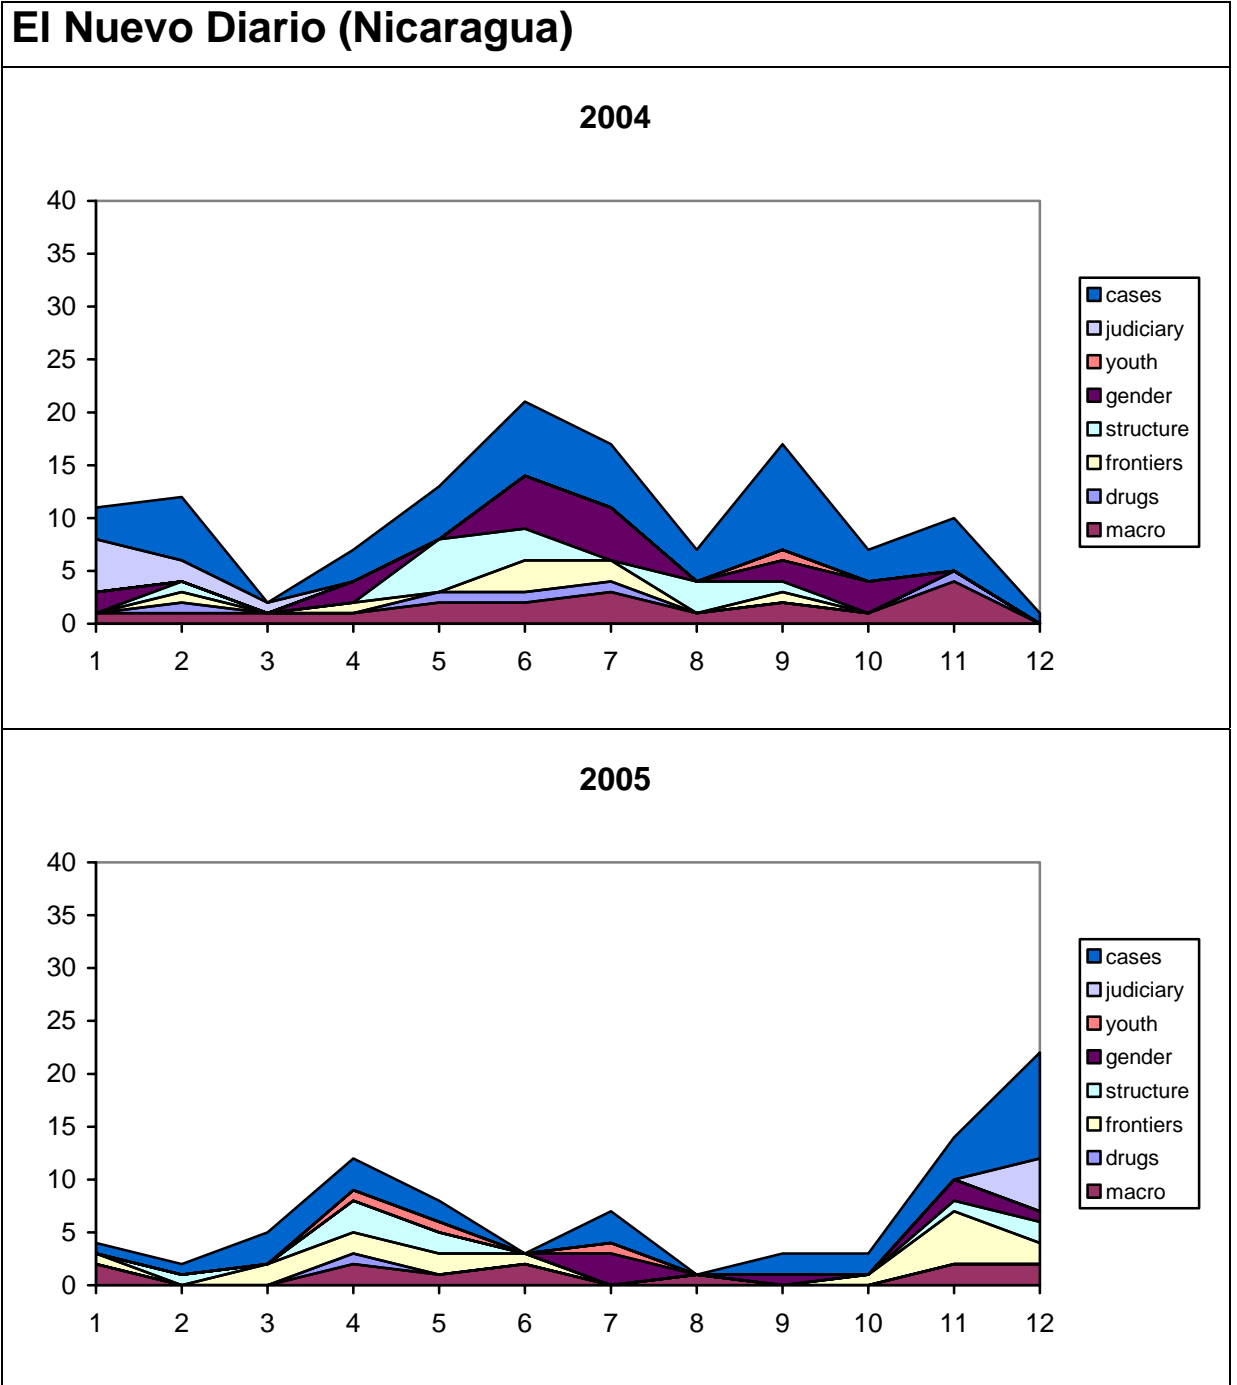 El Nuevo Diario (Nicaragua)
2004
40
35
30
25
20
15
10
5
0
1 2 3 4 5 6 7 8 9 10 11 12
cases
judiciary
youth
gender
structure
frontiers
drugs
macro
2005
40
35
30
25
20
15
10
5
0
1 2 3 4 5 6 7 8 9 10 11 12
cases
judiciary
youth
gender
structure
frontiers
drugs
macro